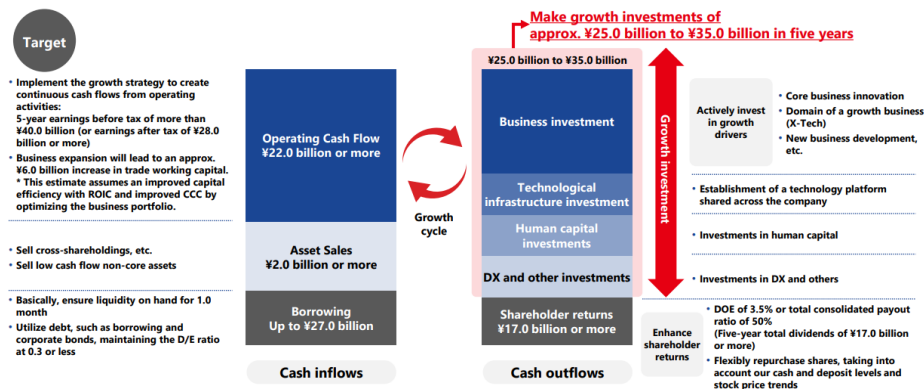 Target
Make growth investments of
approx. ¥25.0 billion to ¥35.0 billion in five years
• Implement the growth strategy to create
continuous cash flows from operating
activities:
5-year earnings before tax of more than
¥40.0 billion (or earnings after tax of ¥28.0
billion or more)
• Business expansion will lead to an approx.
¥6.0 billion increase in trade working capital.
* This estimate assumes an improved capital
efficiency with ROIC and improved CCC by
optimizing the business portfolio.
• Sell cross-shareholdings, etc.
• Sell low cash flow non-core assets
• Basically, ensure liquidity on hand for 1.0
month
• Utilize debt, such as borrowing and
corporate bonds, maintaining the D/E ratio
at 0.3 or less
Operating Cash Flow
¥22.0 billion or more
Asset Sales
¥2.0 billion or more
Borrowing
Up to ¥27.0 billion
Cash inflows
Growth
cycle
¥25.0 billion to ¥35.0 billion
Business investment
Technological
infrastructure investment
Human capital
investments
DX and other investments
Shareholder returns
¥17.0 billion or more
Cash outflows
Growth investment
Actively invest
in growth
drivers
• Core business innovation
• Domain of a growth business
(X-Tech)
• New business development,
etc.
• Establishment of a technology platform
shared across the company
• Investments in human capital
• Investments in DX and others
Enhance
shareholder
returns
• DOE of 3.5% or total consolidated payout
ratio of 50%
(Five-year total dividends of ¥17.0 billion
or more)
• Flexibly repurchase shares, taking into
account our cash and deposit levels and
stock price trends